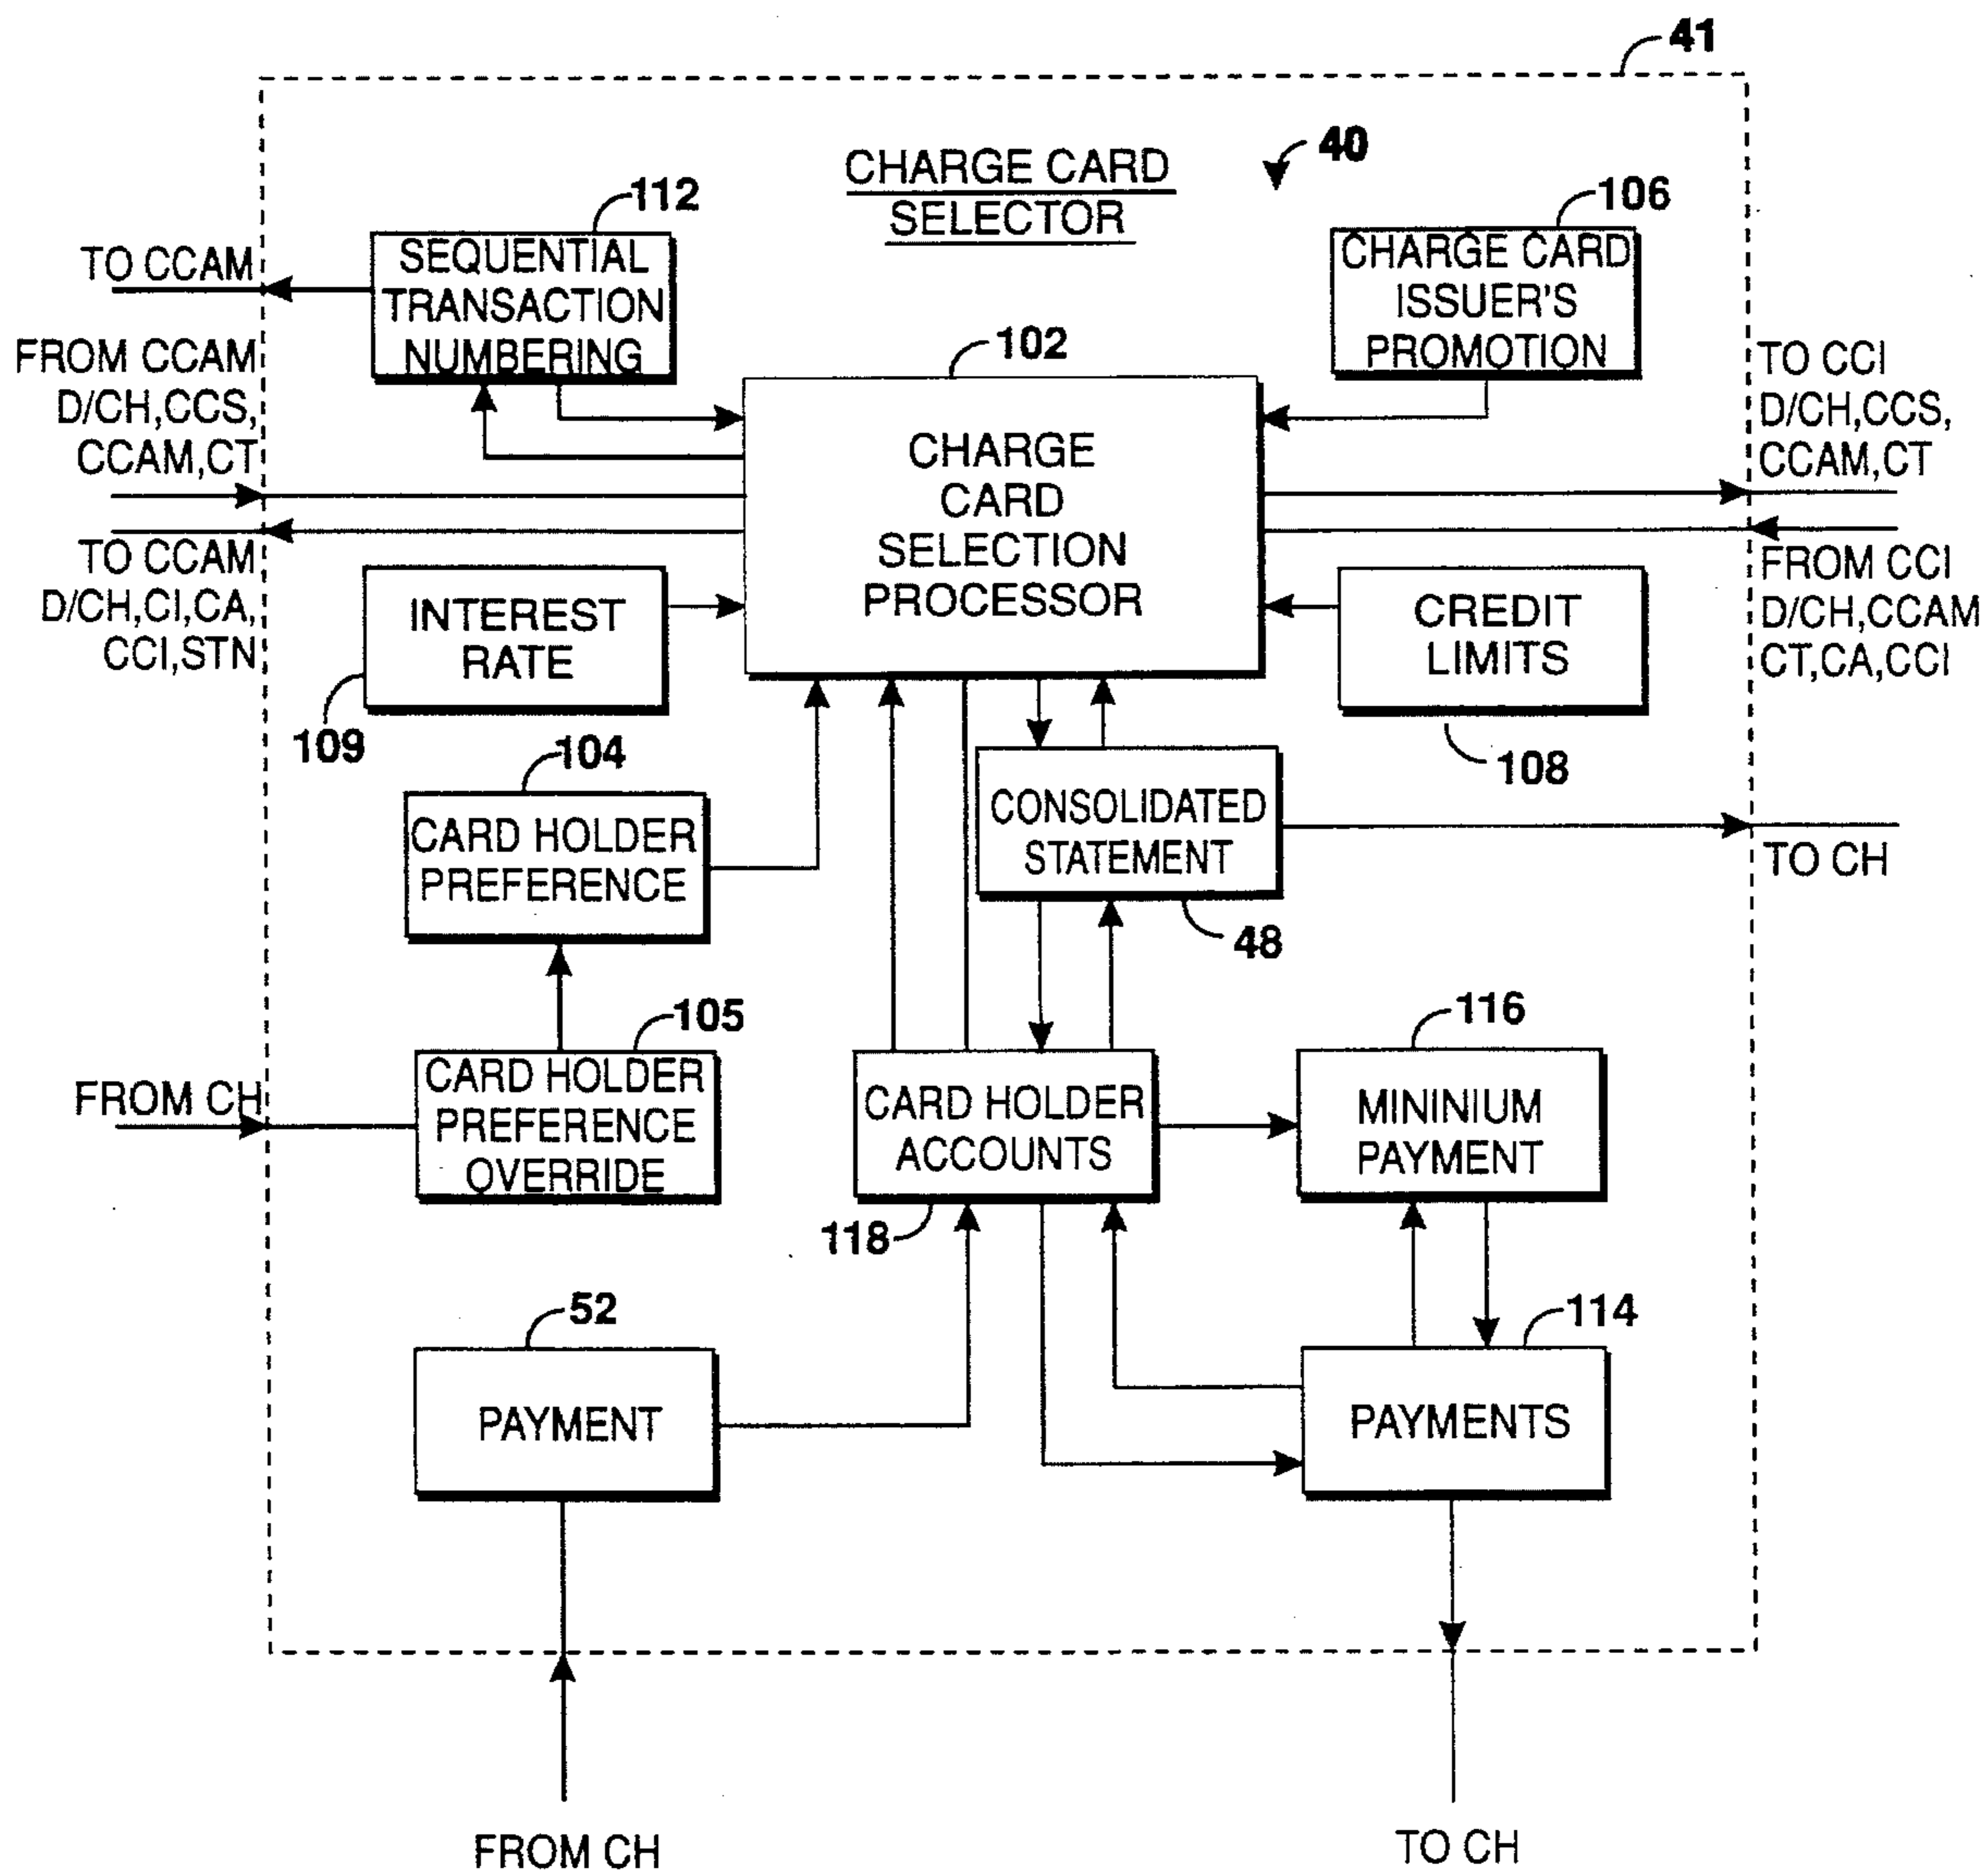 41
CHARGE CARD
SELECTOR
40
112
SEQUENTIAL
TRANSACTION
NUMBERING
106
CHARGE CARD
ISSUER'S
PROMOTION
TO CCAM
FROM CCAM
D/CH,CCS,
CCAM,CT
TO CCAM
D/CH,CI,CA,
CCI,STN
102
CHARGE
CARD
SELECTION
PROCESSOR
TO CCI
D/CH,CCS,
CCAM,CT
FROM CCI
D/CH,CCAM
CT,CA,CCI
INTEREST
RATE
109
CREDIT
LIMITS
108
104
CARD HOLDER
PREFERENCE
CONSOLIDATED
STATEMENT
48
TO CH
FROM CH
105
CARD HOLDER
PREFERENCE
OVERRIDE
CARD HOLDER
ACCOUNTS
118
116
MININIUM
PAYMENT
52
PAYMENT
114
PAYMENTS
FROM CH
TO CH